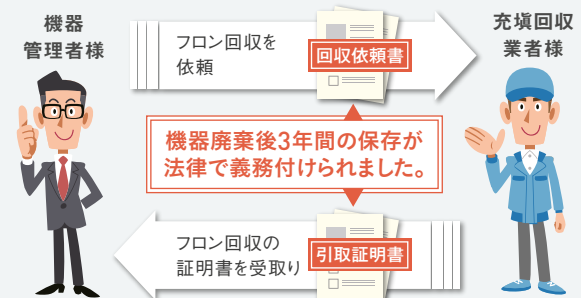 機器
管理者様
フロン回収を
依頼
回収依頼書
充塡回収
業者様
機器廃棄後3年間の保存が
法律で義務付けられました。
フロン回収の
証明書を受取り
引取証明書